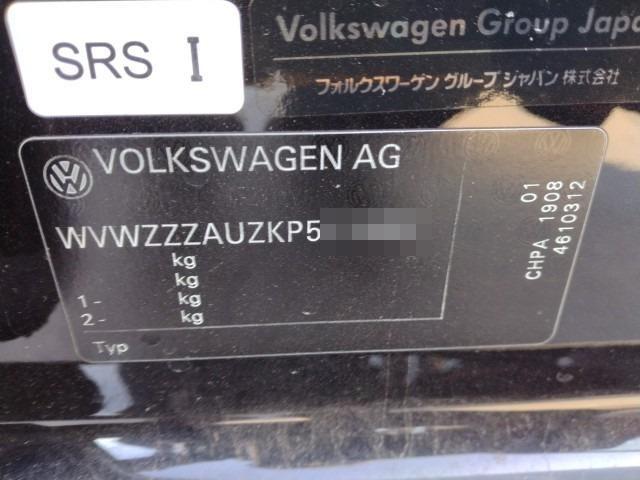 SRS I
Volkswagen Group Japa
フォルクスワーゲン グループ ジャパン 株式会社
VOLKSWAGEN AG
WVWZZZAUZKP5
kg
kg
1- kg
2- kg
Typ
01
CHPA 1908
4610312